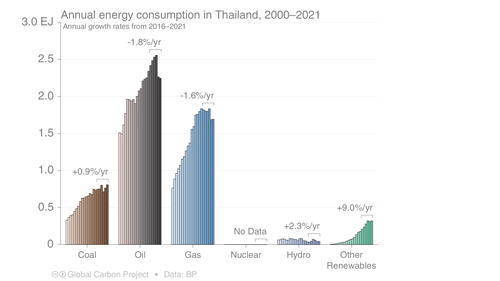 Annual energy consumption in Thailand, 2000–2021
3.0 EJ
Annual growth rates from 2016–2021
-1.8%/yr
2.5
2.0
-1.6%/yr
1.5
1.0
+0.9%/yr
0.5
+9.0%/yr
No Data
+2.3%/yr
0
Coal
Oil
Gas
Nuclear
Hydro
Other
Renewables
Global Carbon Project • Data: BP